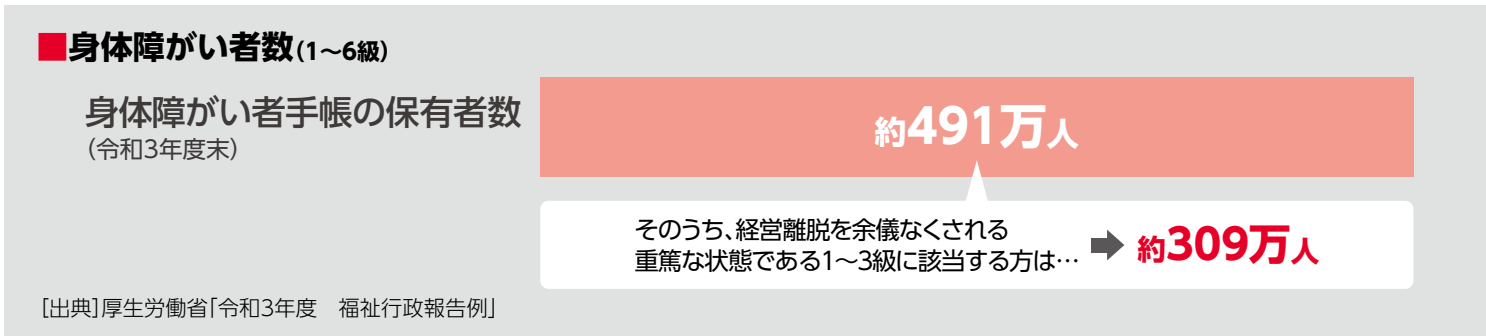 ■身体障がい者数(1〜6級)
身体障がい者手帳の保有者数
(令和3年度末)
約491万人
そのうち、経営離脱を余儀なくされる
重篤な状態である1〜3級に該当する方は…
約309万人
[出典]厚生労働省「令和3年度　福祉行政報告例」